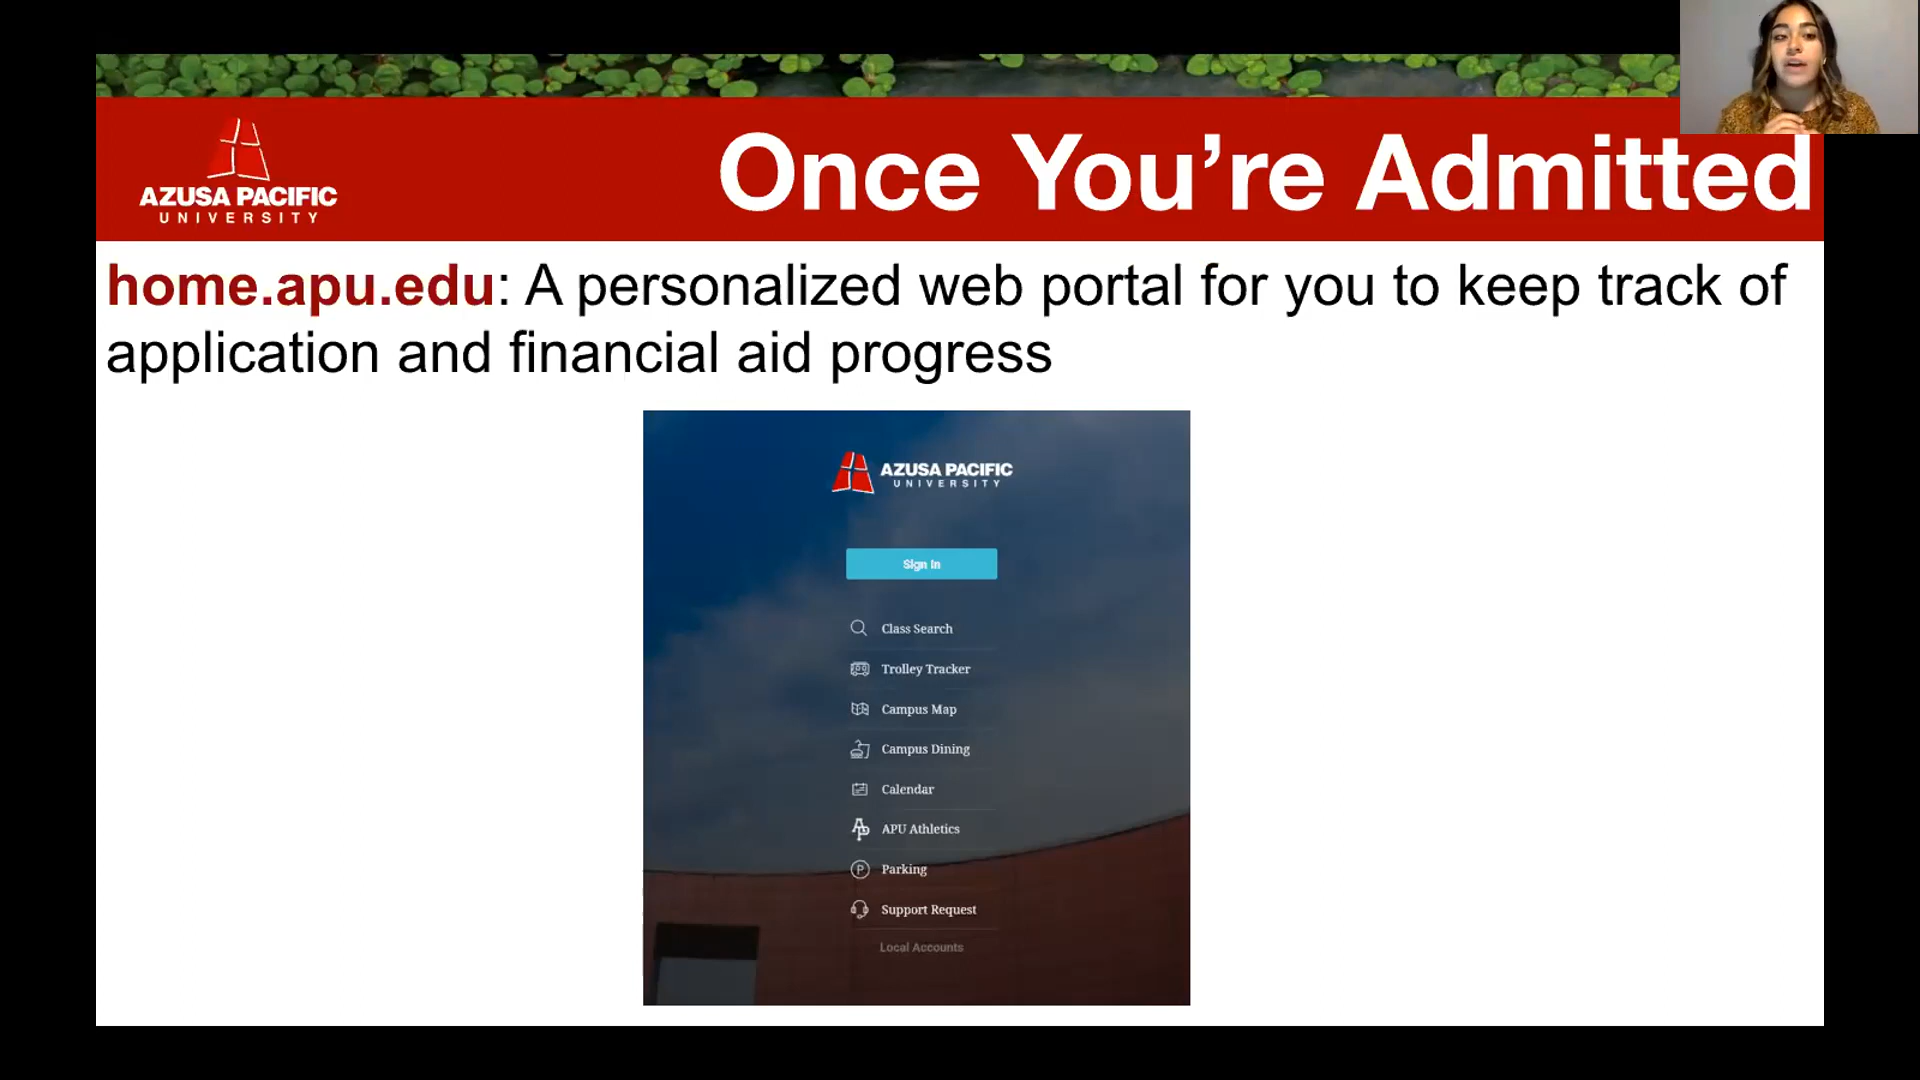 AZUSA PACIFIC
UNIVERSITY
Once You’re Admitted
home.apu.edu: A personalized web portal for you to keep track of
application and financial aid progress
AZUSA PACIFIC
UNIVERSITY
Sign In
Class Search
Trolley Tracker
Campus Map
Campus Dining
Calendar
APU Athletics
Parking
Support Request
Local Accounts